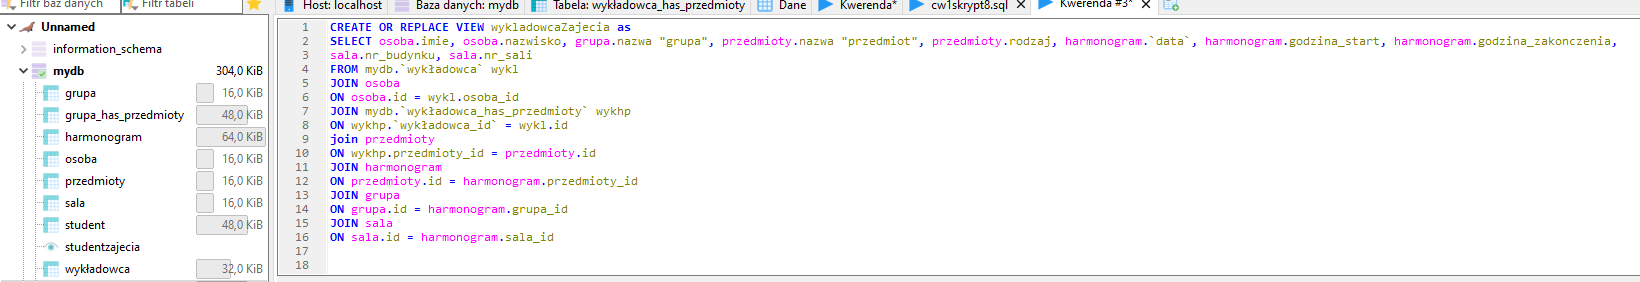 Filtr baz danych
Filtr tabeli
Host: localhost
Baza danych: mydb
Tabela: wykładowca_has_przedmioty
Dane
Kwerenda*
cw1skrypt8.sql
Kwerenda #3*
Unnamed
information_schema
mydb 304,0 KiB
grupa 16,0 KiB
grupa_has_przedmioty 48,0 KiB
harmonogram 64,0 KiB
osoba 16,0 KiB
przedmioty 16,0 KiB
sala 16,0 KiB
student 48,0 KiB
studentzajecia
wykładowca 32,0 KiB
1 CREATE OR REPLACE VIEW wykladowcaZajecia as
2 SELECT osoba.imie, osoba.nazwisko, grupa.nazwa "grupa", przedmioty.nazwa "przedmiot", przedmioty.rodzaj, harmonogram.`data`, harmonogram.godzina_start, harmonogram.godzina_zakonczenia,
3 sala.nr_budynku, sala.nr_sali
4 FROM mydb.`wykładowca` wykl
5 JOIN osoba
6 ON osoba.id = wykl.osoba_id
7 JOIN mydb.`wykładowca_has_przedmioty` wykhp
8 ON wykhp.`wykładowca_id` = wykl.id
9 join przedmioty
10 ON wykhp.przedmioty_id = przedmioty.id
11 JOIN harmonogram
12 ON przedmioty.id = harmonogram.przedmioty_id
13 JOIN grupa
14 ON grupa.id = harmonogram.grupa_id
15 JOIN sala
16 ON sala.id = harmonogram.sala_id
17
18